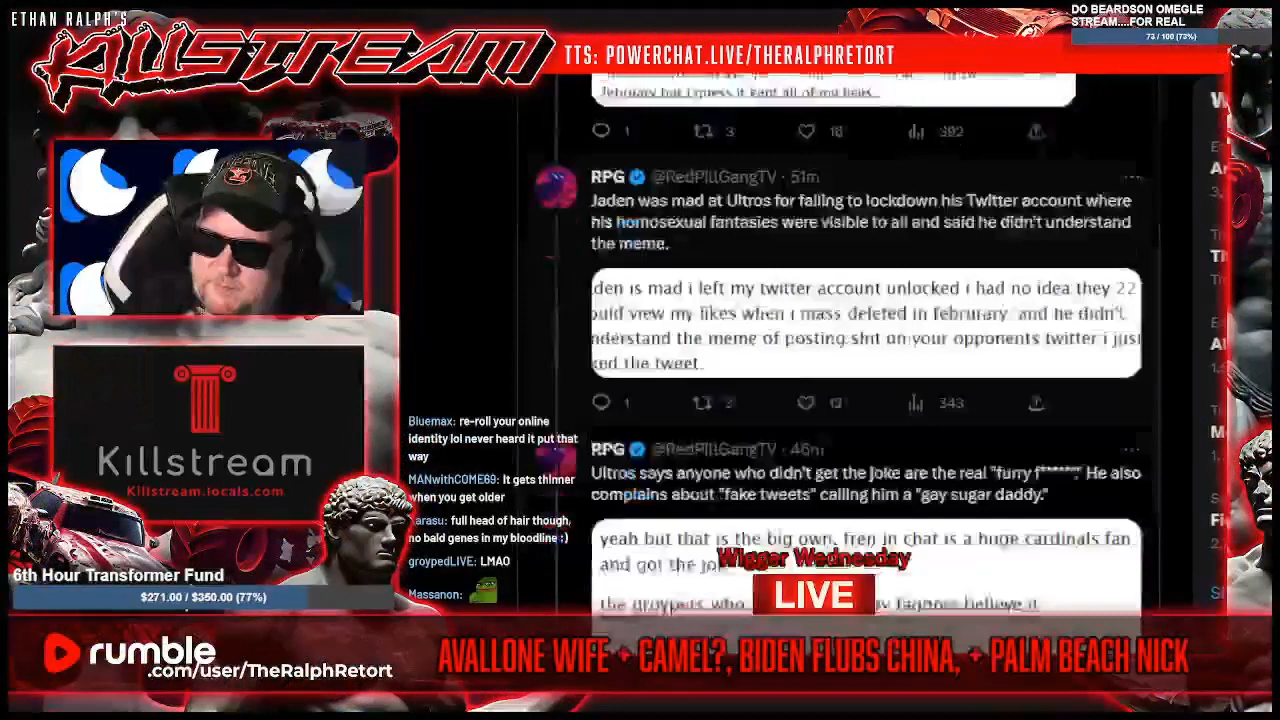 ETHAN RALPH'S
KILLSTREAM
TTS: POWERCHAT.LIVE/THERALPHRETORT
DO BEARDSON OMEGLE
STREAM....FOR REAL
73 / 100 (73%)
february but i guess it kept all of my likes.
1 3 18 392
RPG @RedPillGangTV · 51m
Jaden was mad at Ultros for failing to lockdown his Twitter account where
his homosexual fantasies were visible to all and said he didn't understand
the meme.
den is mad i left my twitter account unlocked i had no idea they 22
ould view my likes when i mass deleted in februrary and he didn't
nderstand the meme of posting shit on your opponents twitter i jus
ked the tweet.
1 343
RPG @RedPillGangTV · 46m
Ultros says anyone who didn't get the joke are the real "furry f******". He also
complains about "fake tweets" calling him a "gay sugar daddy."
yeah but that is the big own. fren in chat is a huge cardinals fan
and got the jo
the groypers who believe it
Wigger Wednesday
LIVE
Killstream
Killstream.locals.com
Bluemax: re-roll your online
identity lol never heard it put that
way
MANwithCOME69: It gets thinner
when you get older
arasu: full head of hair though,
no bald genes in my bloodline :)
groypedLIVE: LMAO
Massanon:
6th Hour Transformer Fund
$271.00 / $350.00 (77%)
rumble
.com/user/TheRalphRetort
AVALLONE WIFE + CAMEL?, BIDEN FLUBS CHINA, + PALM BEACH NICK